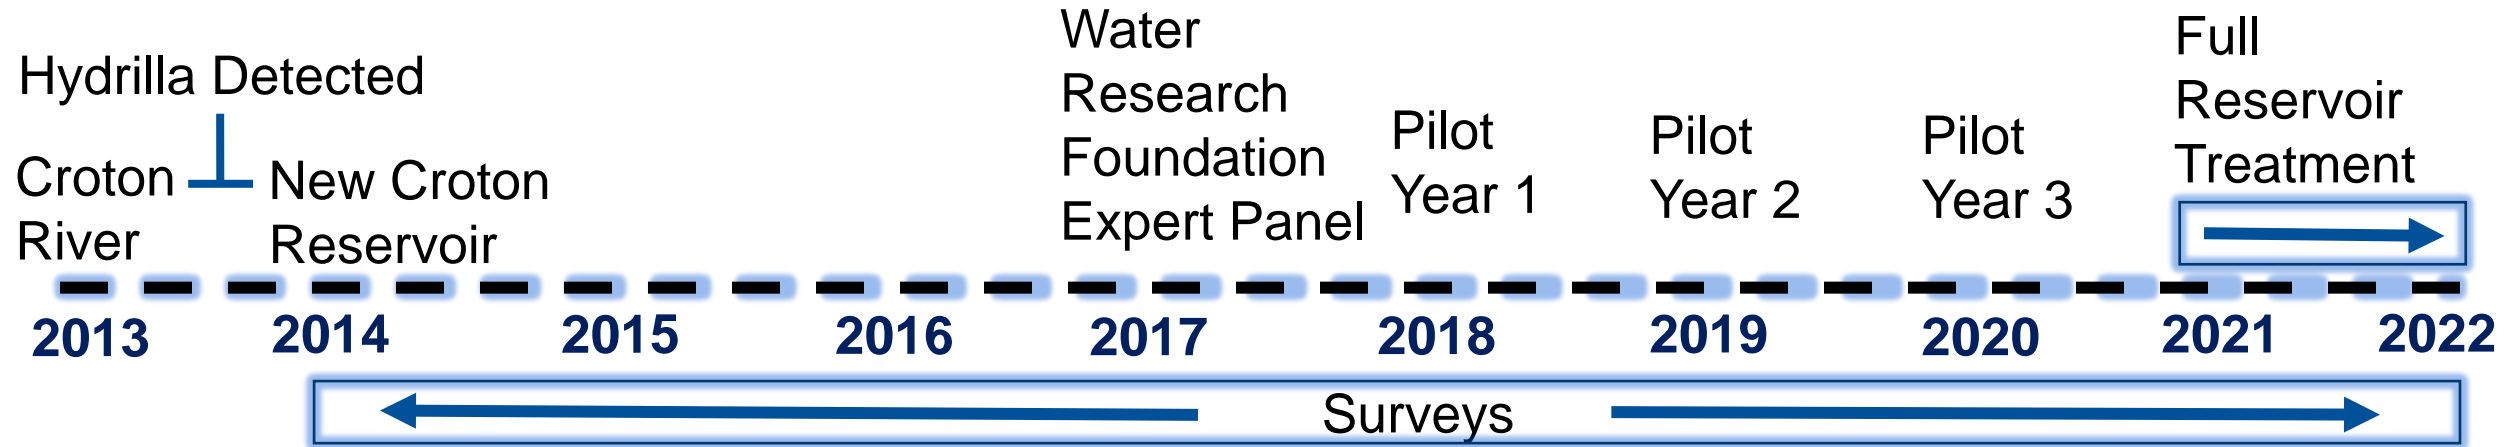 Hydrilla Detected
Croton
River
New Croton
Reservoir
Water
Research
Foundation
Expert Panel
Pilot
Year 1
Pilot
Year 2
Pilot
Year 3
Full
Reservoir
Treatment
2013 2014 2015 2016 2017 2018 2019 2020 2021 2022
Surveys